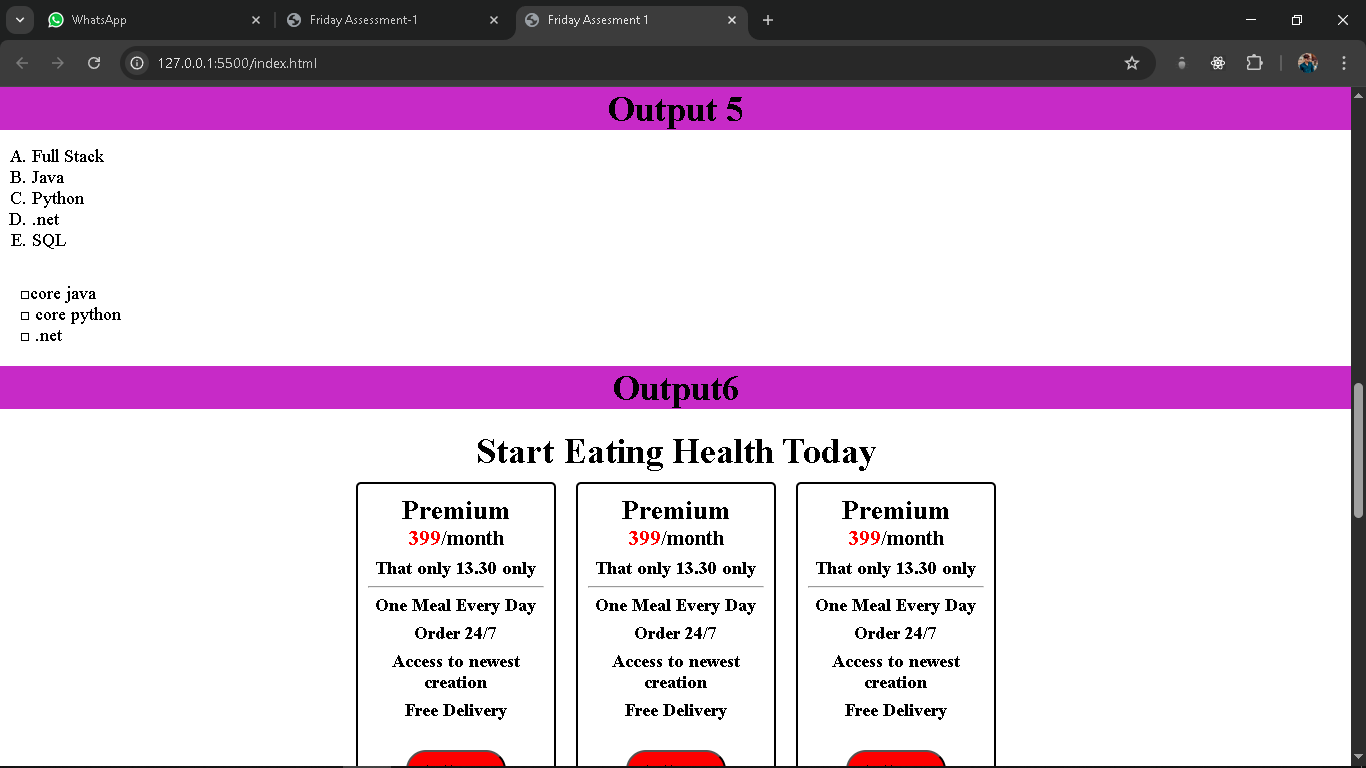 WhatsApp
Friday Assessment-1
Friday Assesment 1
127.0.0.1:5500/index.html
Output 5
A. Full Stack
B. Java
C. Python
D. .net
E. SQL
□core java
□ core python
□ .net
Output6
Start Eating Health Today
Premium
399/month
That only 13.30 only
One Meal Every Day
Order 24/7
Access to newest
creation
Free Delivery
Premium
399/month
That only 13.30 only
One Meal Every Day
Order 24/7
Access to newest
creation
Free Delivery
Premium
399/month
That only 13.30 only
One Meal Every Day
Order 24/7
Access to newest
creation
Free Delivery